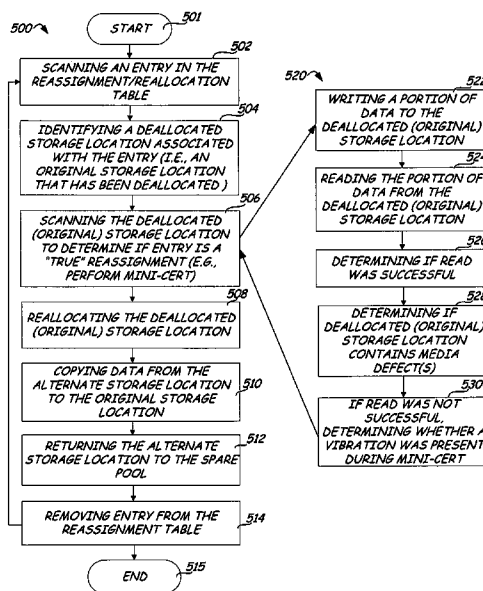 500
501
START
502
SCANNING AN ENTRY IN THE
REASSIGNMENT/REALLOCATION
TABLE
504
IDENTIFYING A DEALLOCATED
STORAGE LOCATION ASSOCIATED
WITH THE ENTRY (I.E., AN
ORIGINAL STORAGE LOCATION
THAT HAS BEEN DEALLOCATED)
506
SCANNING THE DEALLOCATED
(ORIGINAL) STORAGE LOCATION
TO DETERMINE IF ENTRY IS A
"TRUE" REASSIGNMENT (E.G.,
PERFORM MINI-CERT)
508
REALLOCATING THE DEALLOCATED
(ORIGINAL) STORAGE LOCATION
COPYING DATA FROM THE
ALTERNATE STORAGE LOCATION
TO THE ORIGINAL STORAGE
LOCATION
510
RETURNING THE ALTERNATE
STORAGE LOCATION TO THE SPARE
POOL
512
REMOVING ENTRY FROM THE
REASSIGNMENT TABLE
514
END
515
520
522
WRITING A PORTION OF
DATA TO THE
DEALLOCATED (ORIGINAL)
STORAGE LOCATION
524
READING THE PORTION OF
DATA FROM THE
DEALLOCATED (ORIGINAL)
STORAGE LOCATION
526
DETERMINING IF READ
WAS SUCCESSFUL
528
DETERMINING IF
DEALLOCATED (ORIGINAL)
STORAGE LOCATION
CONTAINS MEDIA
DEFECT(S)
530
IF READ WAS NOT
SUCCESSFUL,
DETERMINING WHETHER A
VIBRATION WAS PRESENT
DURING MINI-CERT